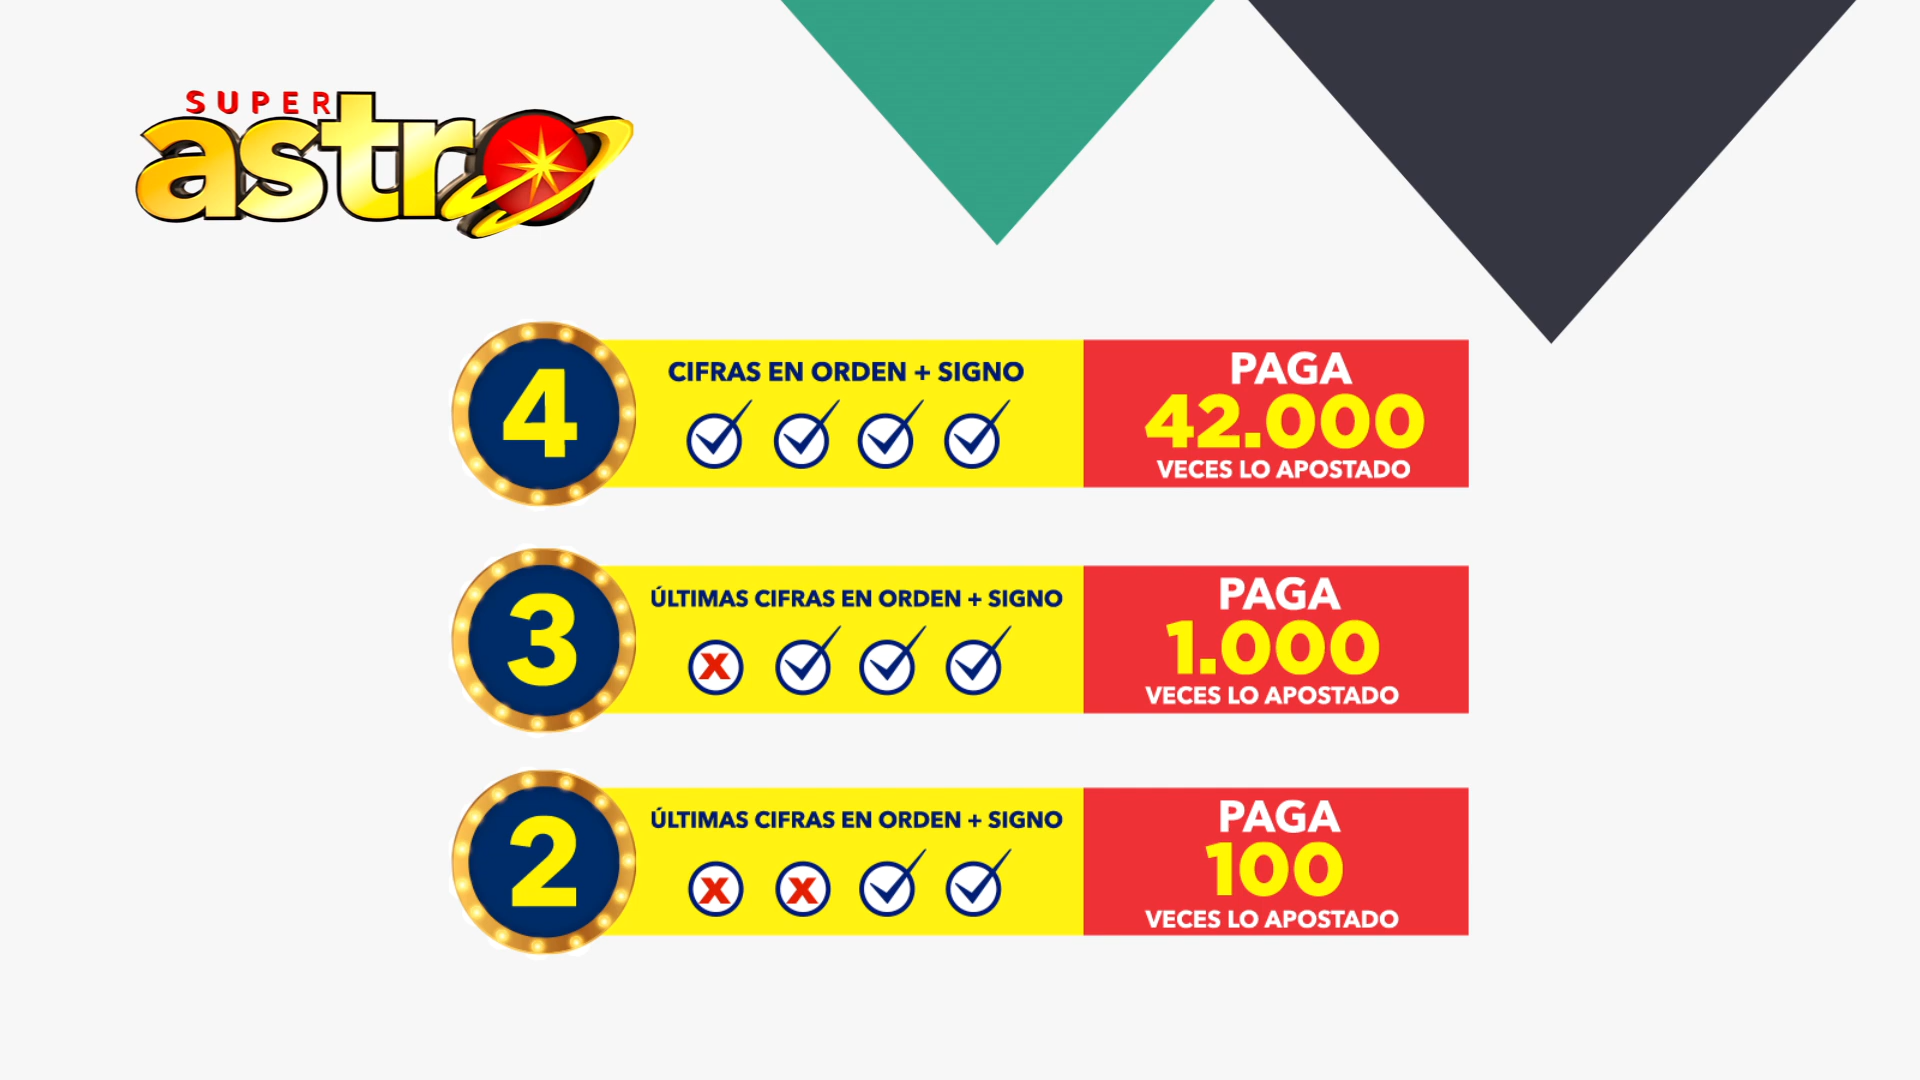 SUPER
astro
4
CIFRAS EN ORDEN + SIGNO
PAGA
42.000
VECES LO APOSTADO
3
ÚLTIMAS CIFRAS EN ORDEN + SIGNO
X
PAGA
1.000
VECES LO APOSTADO
2
ÚLTIMAS CIFRAS EN ORDEN + SIGNO
X X
PAGA
100
VECES LO APOSTADO